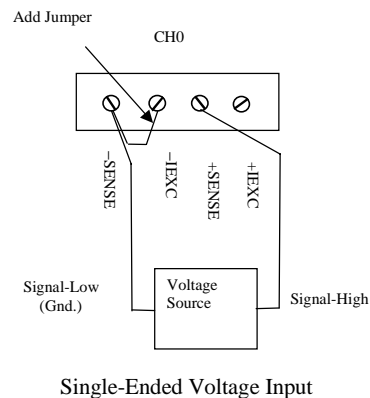 Add Jumper
CH0
–SENSE
–IEXC
+SENSE
+IEXC
Signal-Low
(Gnd.)
Voltage
Source
Signal-High
Single-Ended Voltage Input